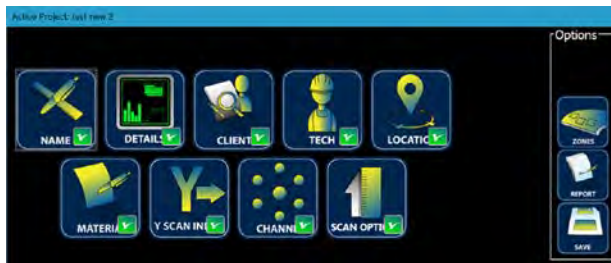 Active Project: Just new 2
Options
NAME
DETAILS
CLIENT
TECH
LOCATIC
ZONES
MATERIA
Y SCAN IN
CHANN
SCAN OPTI
REPORT
SAVE